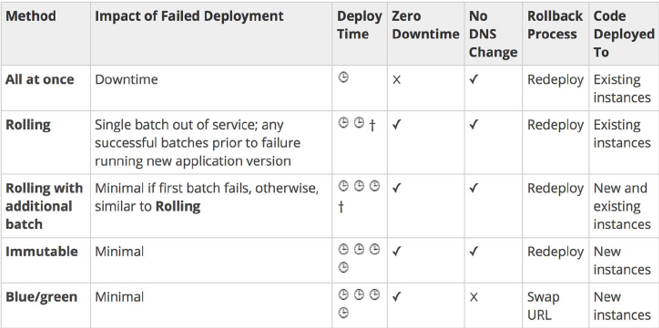 Method Impact of Failed Deployment Deploy Time Zero Downtime No DNS Change Rollback Process Code Deployed To
All at once Downtime 🕒 X ✓ Redeploy Existing instances
Rolling Single batch out of service; any successful batches prior to failure running new application version 🕒 🕒 † ✓ ✓ Redeploy Existing instances
Rolling with additional batch Minimal if first batch fails, otherwise, similar to Rolling 🕒 🕒 🕒 † ✓ ✓ Redeploy New and existing instances
Immutable Minimal 🕒 🕒 🕒 🕒 ✓ ✓ Redeploy New instances
Blue/green Minimal 🕒 🕒 🕒 🕒 ✓ X Swap URL New instances